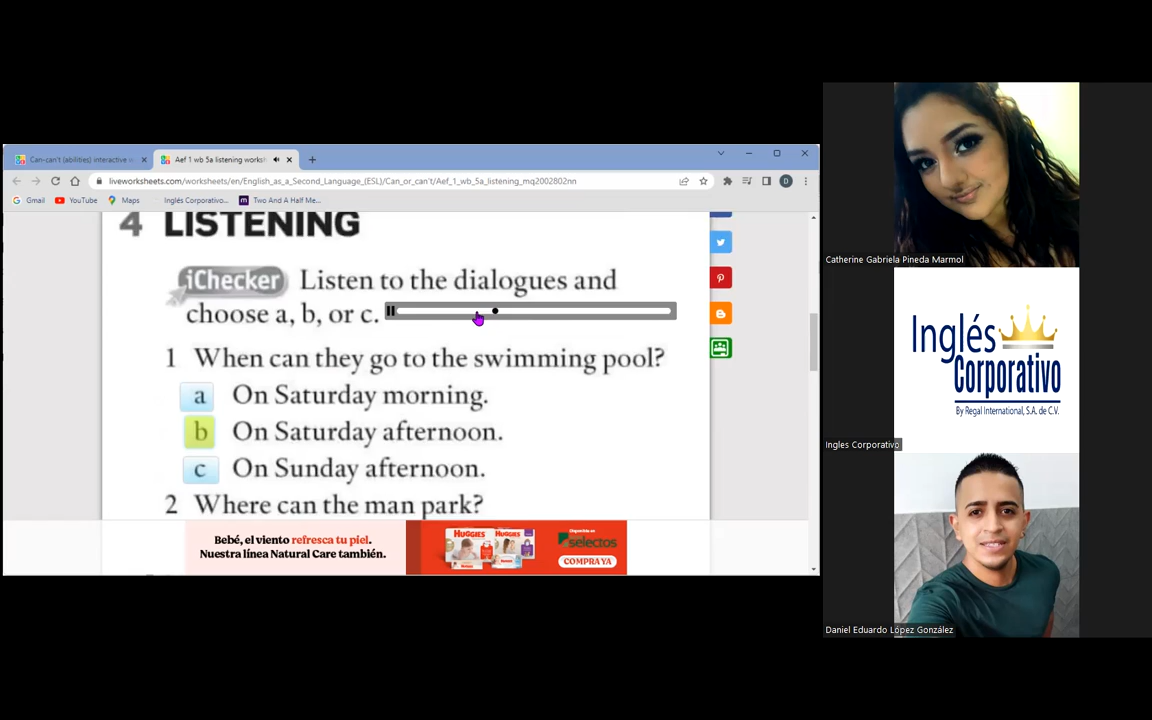 Can-can't (abilities) interactive w
Aef 1 wb 5a listening worksh
liveworksheets.com/worksheets/en/English_as_a_Second_Language_(ESL)/Can_or_can't/Aef_1_wb_5a_listening_mq2002802nn
D
Gmail
YouTube
Maps
Inglés Corporativo...
Two And A Half Me...
4 LISTENING
iChecker Listen to the dialogues and
choose a, b, or c.
1 When can they go to the swimming pool?
a On Saturday morning.
b On Saturday afternoon.
c On Sunday afternoon.
2 Where can the man park?
Bebé, el viento refresca tu piel.
Nuestra línea Natural Care también.
HUGGIES
Disponible en
selectos
COMPRA YA
Catherine Gabriela Pineda Marmol
Inglés
Corporativo
By Regal International, S.A. de C.V.
Ingles Corporativo
Daniel Eduardo López González